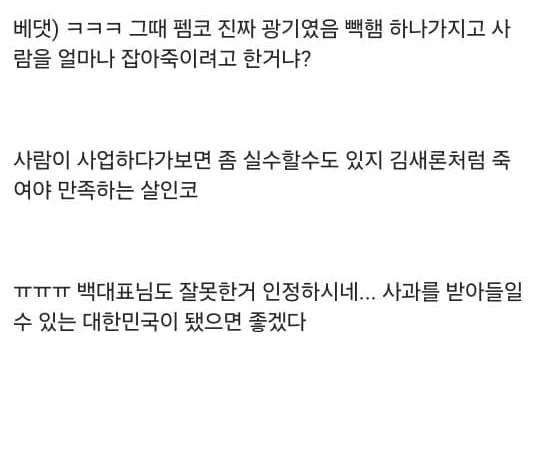 베댓) ㅋㅋㅋ 그때 펨코 진짜 광기였음 빽햄 하나가지고 사
람을 얼마나 잡아죽이려고 한거냐?
사람이 사업하다가보면 좀 실수할수도 있지 김새론처럼 죽
여야 만족하는 살인코
ㅠㅠㅠ 백대표님도 잘못한거 인정하시네... 사과를 받아들일
수 있는 대한민국이 됐으면 좋겠다